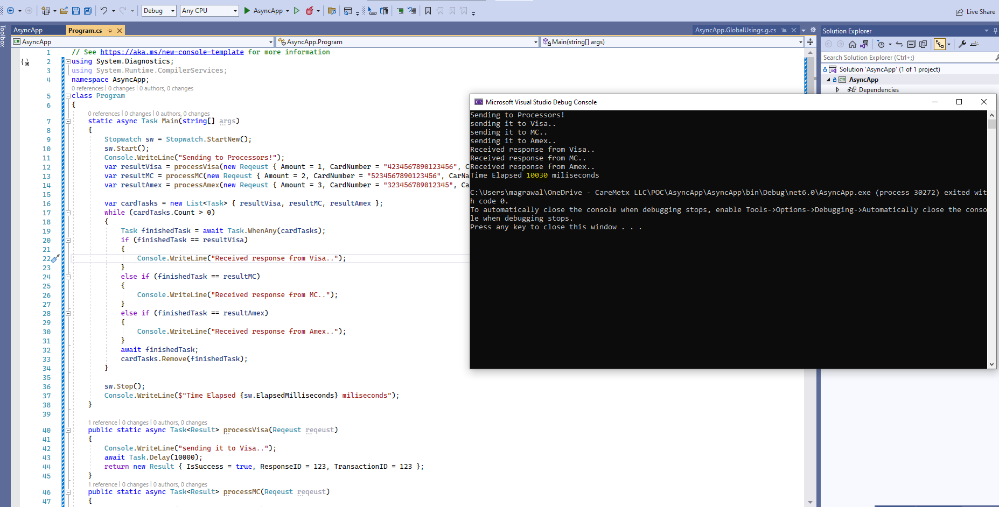 Debug
Any CPU
AsyncApp
Live Share
Toolbox
AsyncApp
Program.cs
AsyncApp.GlobalUsings.g.cs
Solution Explorer
C# AsyncApp
AsyncApp.Program
Main(string[] args)
Search Solution Explorer (Ctrl+;)
Solution 'AsyncApp' (1 of 1 project)
C# AsyncApp
Dependencies
1 // See https://aka.ms/new-console-template for more information
2 using System.Diagnostics;
3 using System.Runtime.CompilerServices;
4 namespace AsyncApp;
0 references | 0 changes | 0 authors, 0 changes
5 class Program
6 {
0 references | 0 changes | 0 authors, 0 changes
7 static async Task Main(string[] args)
8 {
9 Stopwatch sw = Stopwatch.StartNew();
10 sw.Start();
11 Console.WriteLine("Sending to Processors!");
12 var resultVisa = processVisa(new Reqeust { Amount = 1, CardNumber = "4234567890123456", C
13 var resultMC = processMC(new Reqeust { Amount = 2, CardNumber = "5234567890123456", CarNa
14 var resultAmex = processAmex(new Reqeust { Amount = 3, CardNumber = "323456789012345", Ca
15
16 var cardTasks = new List<Task> { resultVisa, resultMC, resultAmex };
17 while (cardTasks.Count > 0)
18 {
19 Task finishedTask = await Task.WhenAny(cardTasks);
20 if (finishedTask == resultVisa)
21 {
22 Console.WriteLine("Received response from Visa..");
23 }
24 else if (finishedTask == resultMC)
25 {
26 Console.WriteLine("Received response from MC..");
27 }
28 else if (finishedTask == resultAmex)
29 {
30 Console.WriteLine("Received response from Amex..");
31 }
32 await finishedTask;
33 cardTasks.Remove(finishedTask);
34 }
35
36 sw.Stop();
37 Console.WriteLine($"Time Elapsed {sw.ElapsedMilliseconds} miliseconds");
38 }
39
1 reference | 0 changes | 0 authors, 0 changes
40 public static async Task<Result> processVisa(Reqeust reqeust)
41 {
42 Console.WriteLine("sending it to Visa..");
43 await Task.Delay(10000);
44 return new Result { IsSuccess = true, ResponseID = 123, TransactionID = 123 };
45 }
1 reference | 0 changes | 0 authors, 0 changes
46 public static async Task<Result> processMC(Reqeust reqeust)
47 {
Microsoft Visual Studio Debug Console
Sending to Processors!
sending it to Visa..
sending it to MC..
sending it to Amex..
Received response from Visa..
Received response from MC..
Received response from Amex..
Time Elapsed 10030 miliseconds
C:\Users\magrawal\OneDrive - CareMetx LLC\POC\AsyncApp\AsyncApp\bin\Debug\net6.0\AsyncApp.exe (process 30272) exited wit
h code 0.
To automatically close the console when debugging stops, enable Tools->Options->Debugging->Automatically close the conso
le when debugging stops.
Press any key to close this window . . .